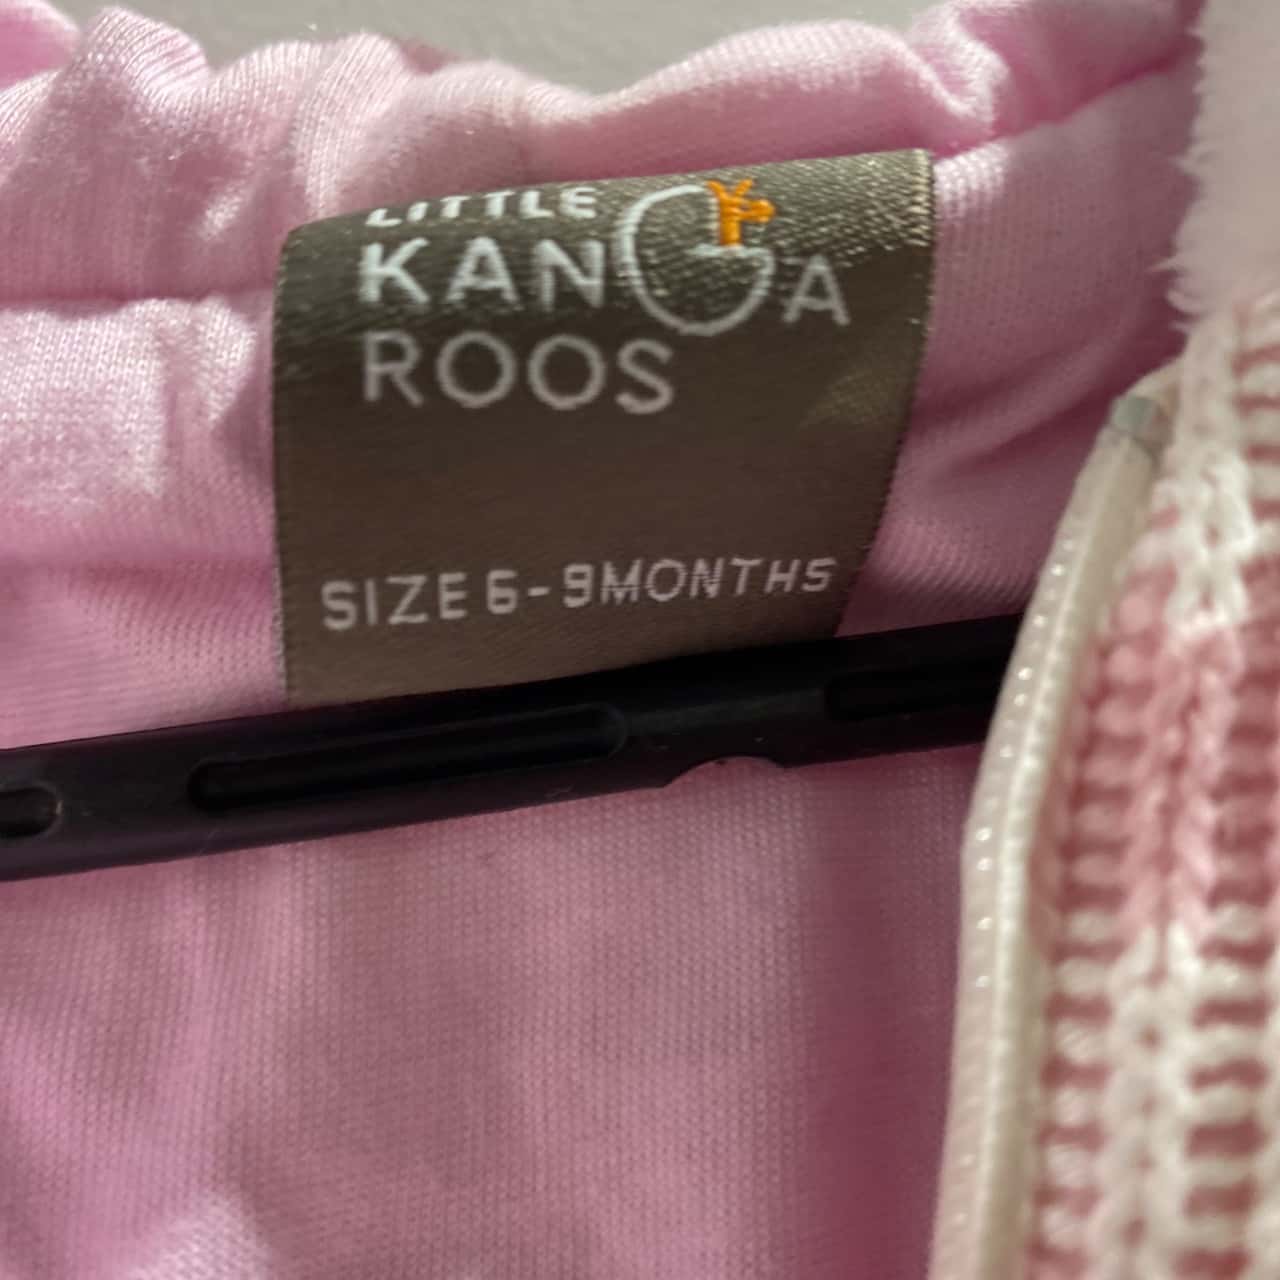 LITTLE
KANGA
ROOS
SIZE 6-9MONTHS